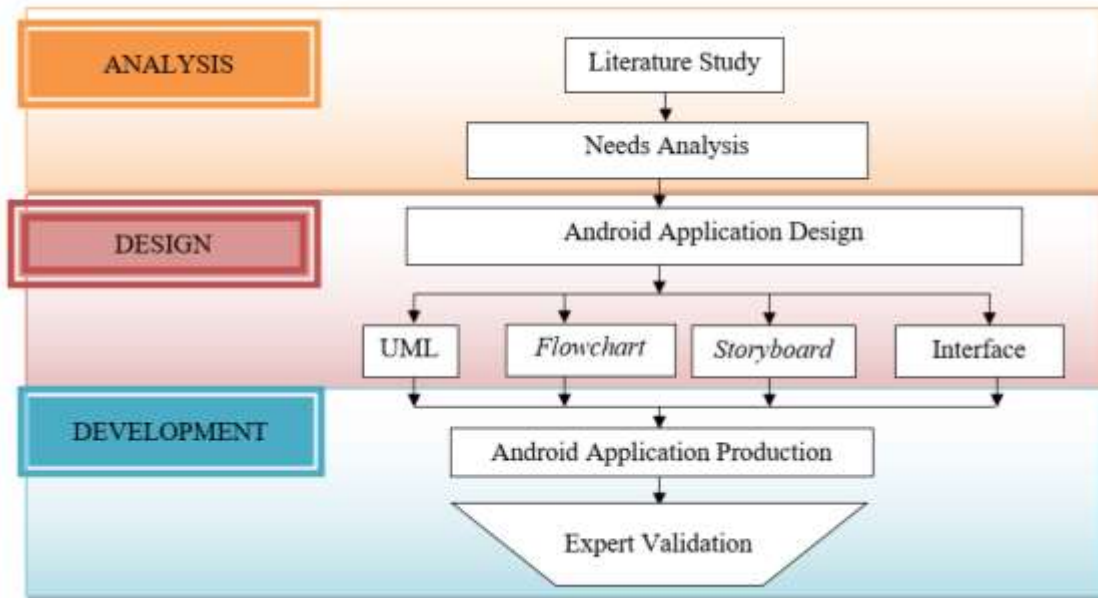 ANALYSIS
Literature Study
Needs Analysis
DESIGN
Android Application Design
UML
Flowchart
Storyboard
Interface
DEVELOPMENT
Android Application Production
Expert Validation